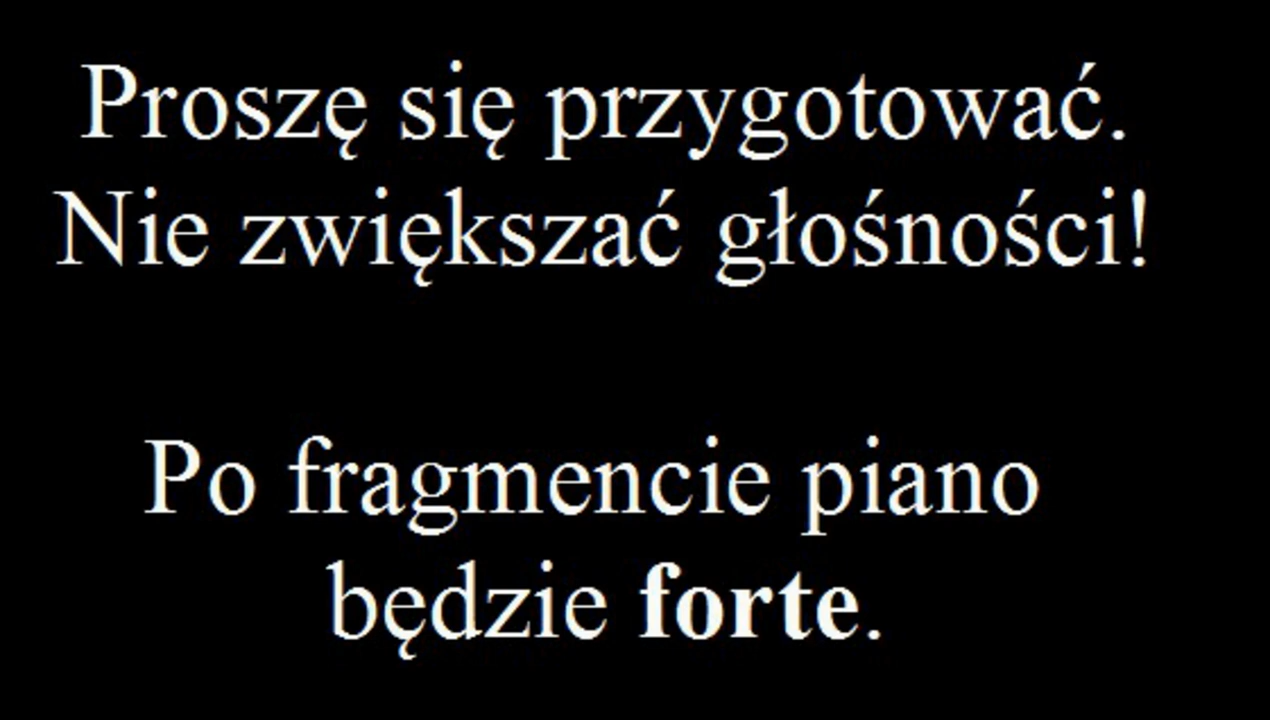 Proszę się przygotować.
Nie zwiększać głośności!
Po fragmencie piano
będzie forte.